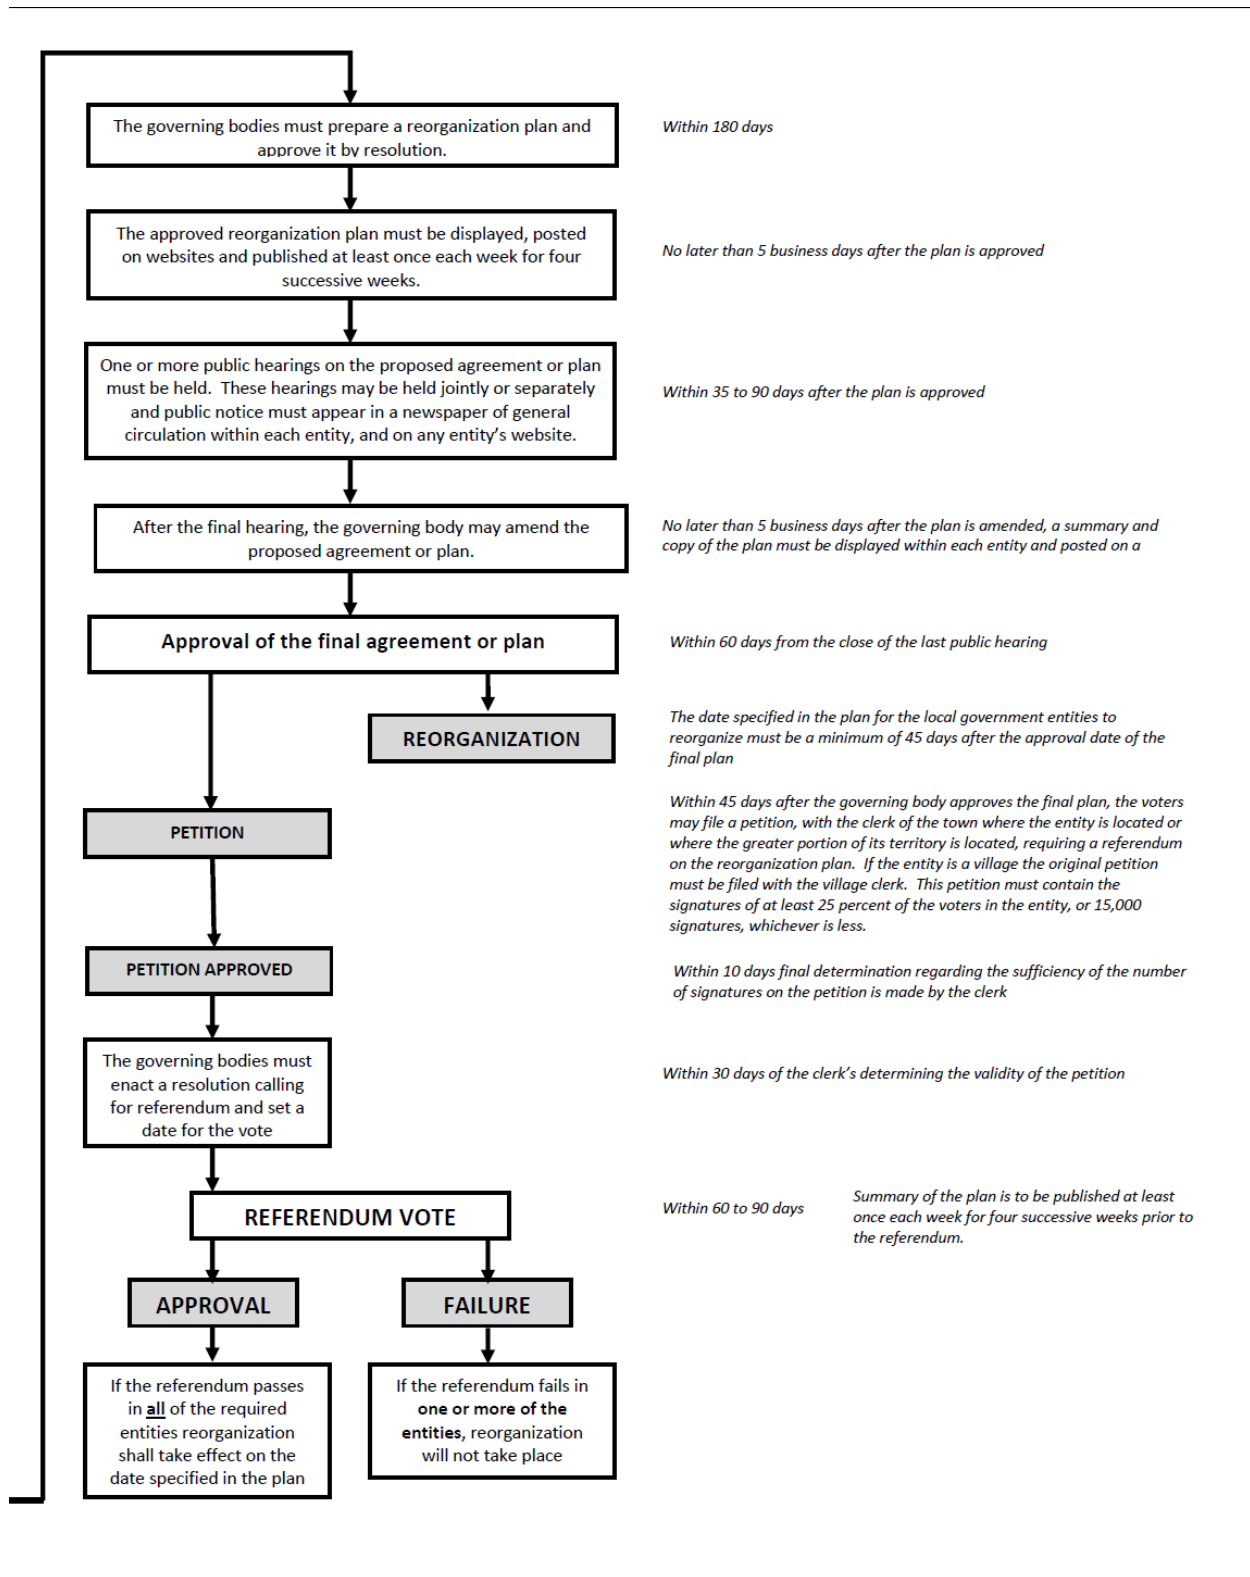 The governing bodies must prepare a reorganization plan and
approve it by resolution.
Within 180 days
The approved reorganization plan must be displayed, posted
on websites and published at least once each week for four
successive weeks.
No later than 5 business days after the plan is approved
One or more public hearings on the proposed agreement or plan
must be held.  These hearings may be held jointly or separately
and public notice must appear in a newspaper of general
circulation within each entity, and on any entity's website.
Within 35 to 90 days after the plan is approved
After the final hearing, the governing body may amend the
proposed agreement or plan.
No later than 5 business days after the plan is amended, a summary and
copy of the plan must be displayed within each entity and posted on a
Approval of the final agreement or plan
Within 60 days from the close of the last public hearing
REORGANIZATION
The date specified in the plan for the local government entities to
reorganize must be a minimum of 45 days after the approval date of the
final plan
PETITION
Within 45 days after the governing body approves the final plan, the voters
may file a petition, with the clerk of the town where the entity is located or
where the greater portion of its territory is located, requiring a referendum
on the reorganization plan.  If the entity is a village the original petition
must be filed with the village clerk.  This petition must contain the
signatures of at least 25 percent of the voters in the entity, or 15,000
signatures, whichever is less.
PETITION APPROVED
Within 10 days final determination regarding the sufficiency of the number
of signatures on the petition is made by the clerk
The governing bodies must
enact a resolution calling
for referendum and set a
date for the vote
Within 30 days of the clerk's determining the validity of the petition
REFERENDUM VOTE
Within 60 to 90 days
Summary of the plan is to be published at least
once each week for four successive weeks prior to
the referendum.
APPROVAL
FAILURE
If the referendum passes
in all of the required
entities reorganization
shall take effect on the
date specified in the plan
If the referendum fails in
one or more of the
entities, reorganization
will not take place